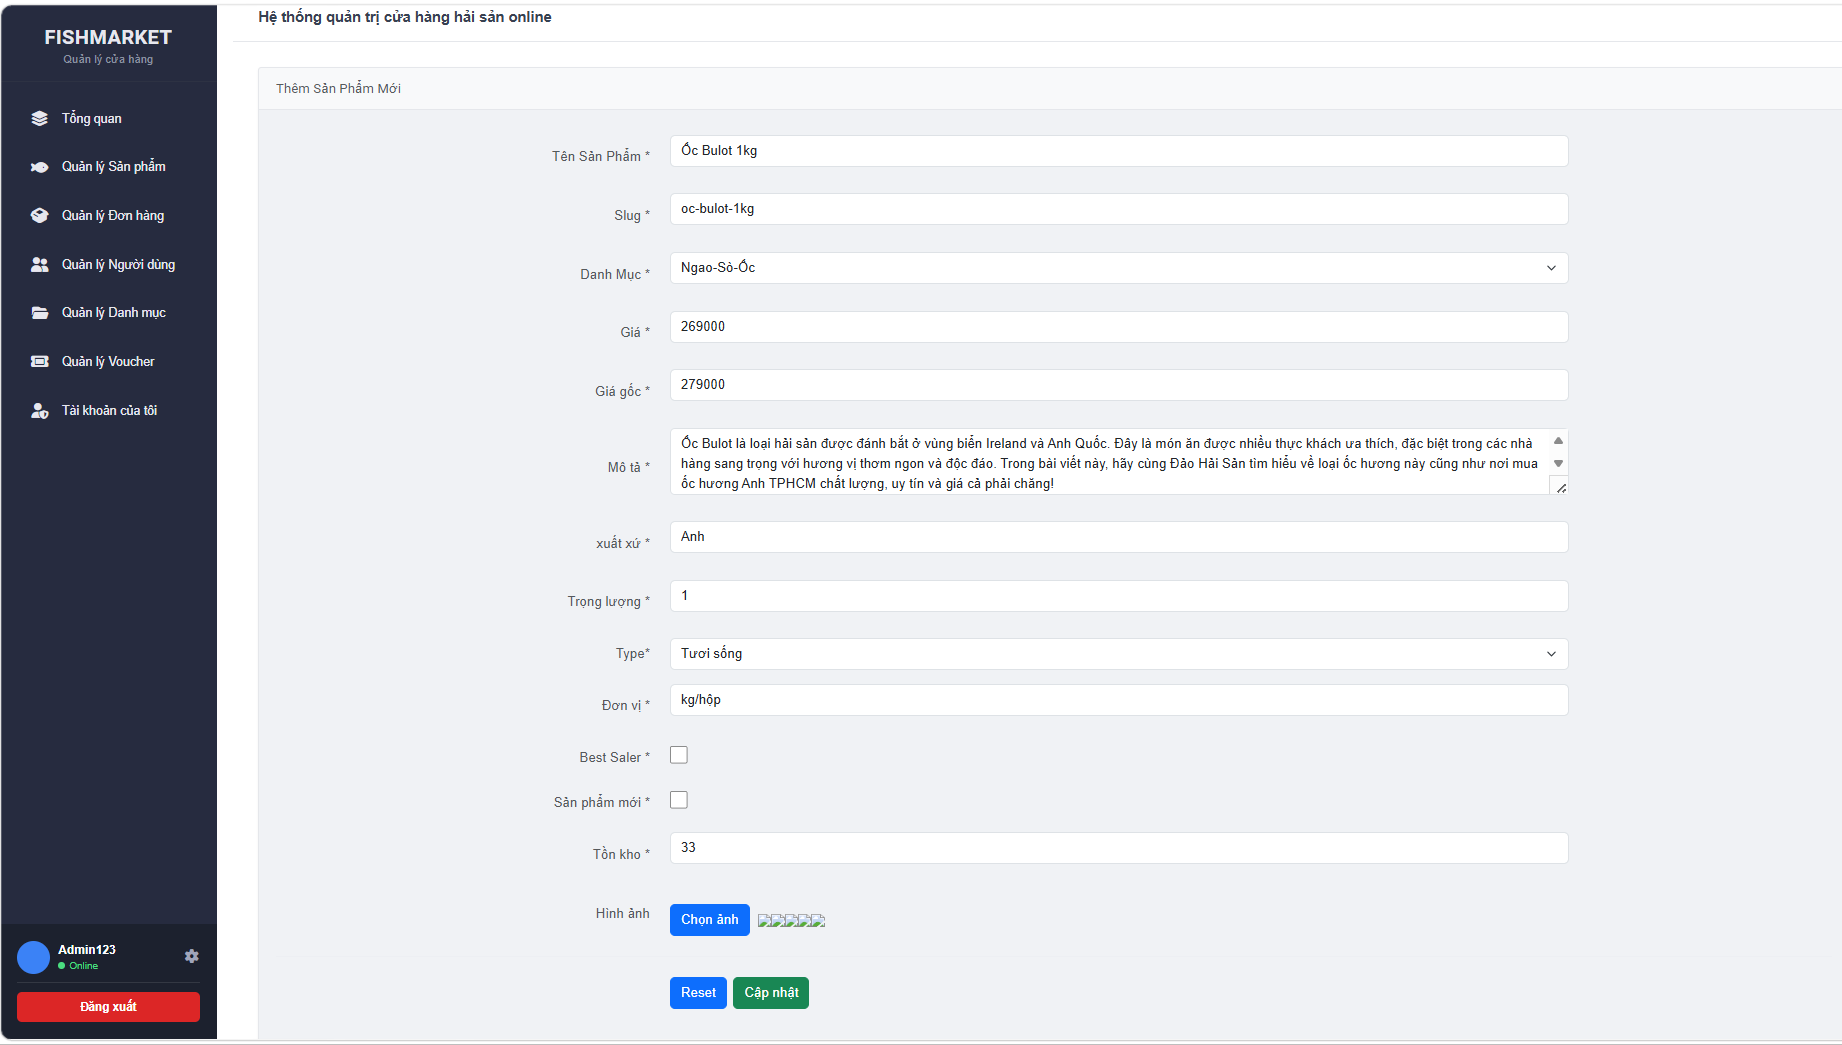 FISHMARKET
Quản lý cửa hàng
Tổng quan
Quản lý Sản phẩm
Quản lý Đơn hàng
Quản lý Người dùng
Quản lý Danh mục
Quản lý Voucher
Tài khoản của tôi
Admin123
Online
Đăng xuất
Hệ thống quản trị cửa hàng hải sản online
Thêm Sản Phẩm Mới
Tên Sản Phẩm * Ốc Bulot 1kg
Slug * oc-bulot-1kg
Danh Mục * Ngao-Sò-Ốc
Giá * 269000
Giá gốc * 279000
Mô tả * Ốc Bulot là loại hải sản được đánh bắt ở vùng biển Ireland và Anh Quốc. Đây là món ăn được nhiều thực khách ưa thích, đặc biệt trong các nhà
hàng sang trọng với hương vị thơm ngon và độc đáo. Trong bài viết này, hãy cùng Đảo Hải Sản tìm hiểu về loại ốc hương này cũng như nơi mua
ốc hương Anh TPHCM chất lượng, uy tín và giá cả phải chăng!
xuất xứ * Anh
Trọng lượng * 1
Type* Tươi sống
Đơn vị * kg/hộp
Best Saler *
Sản phẩm mới *
Tồn kho * 33
Hình ảnh Chọn ảnh
Reset Cập nhật